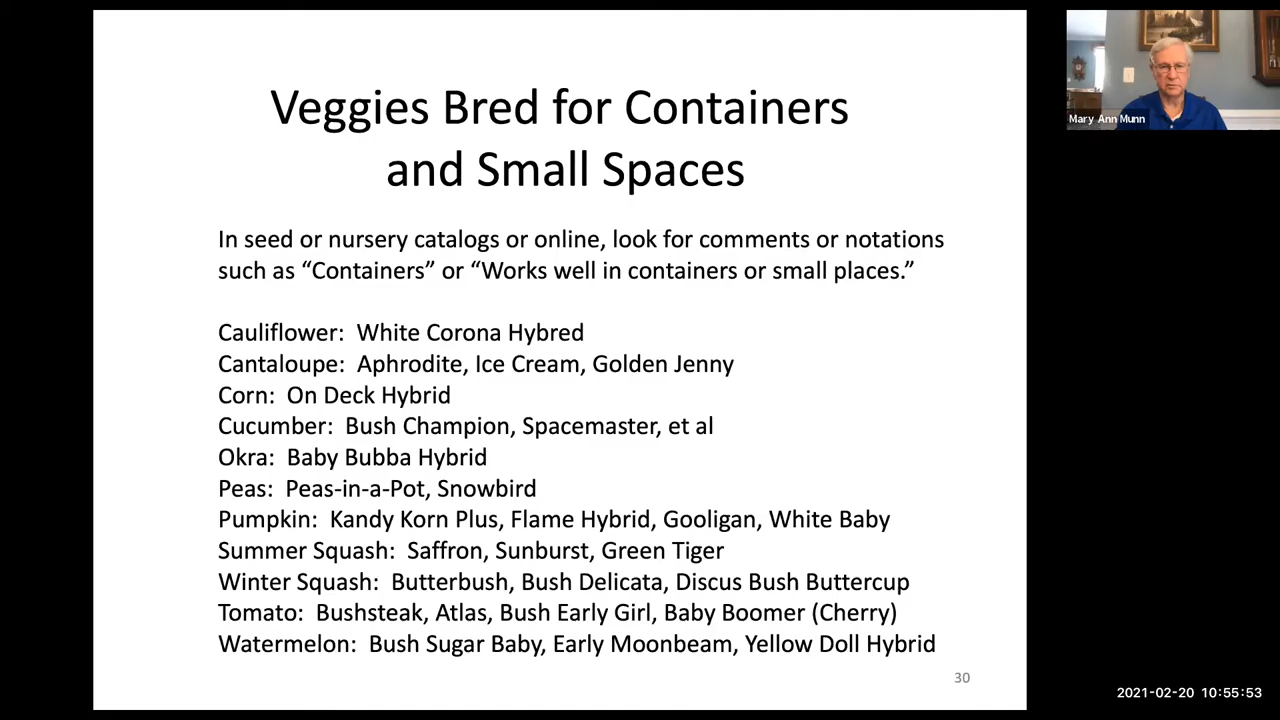 Veggies Bred for Containers
and Small Spaces
In seed or nursery catalogs or online, look for comments or notations
such as “Containers” or “Works well in containers or small places.”
Cauliflower:  White Corona Hybred
Cantaloupe:  Aphrodite, Ice Cream, Golden Jenny
Corn:  On Deck Hybrid
Cucumber:  Bush Champion, Spacemaster, et al
Okra:  Baby Bubba Hybrid
Peas:  Peas-in-a-Pot, Snowbird
Pumpkin:  Kandy Korn Plus, Flame Hybrid, Gooligan, White Baby
Summer Squash:  Saffron, Sunburst, Green Tiger
Winter Squash:  Butterbush, Bush Delicata, Discus Bush Buttercup
Tomato:  Bushsteak, Atlas, Bush Early Girl, Baby Boomer (Cherry)
Watermelon:  Bush Sugar Baby, Early Moonbeam, Yellow Doll Hybrid
30
Mary Ann Munn
2021-02-20 10:55:53